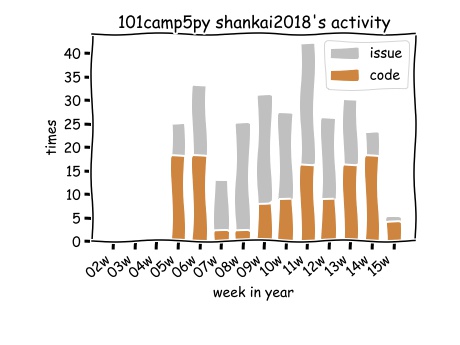 101camp5py shankai2018's activity
issue
code
times
40
35
30
25
20
15
10
5
0
02w 03w 04w 05w 06w 07w 08w 09w 10w 11w 12w 13w 14w 15w
week in year